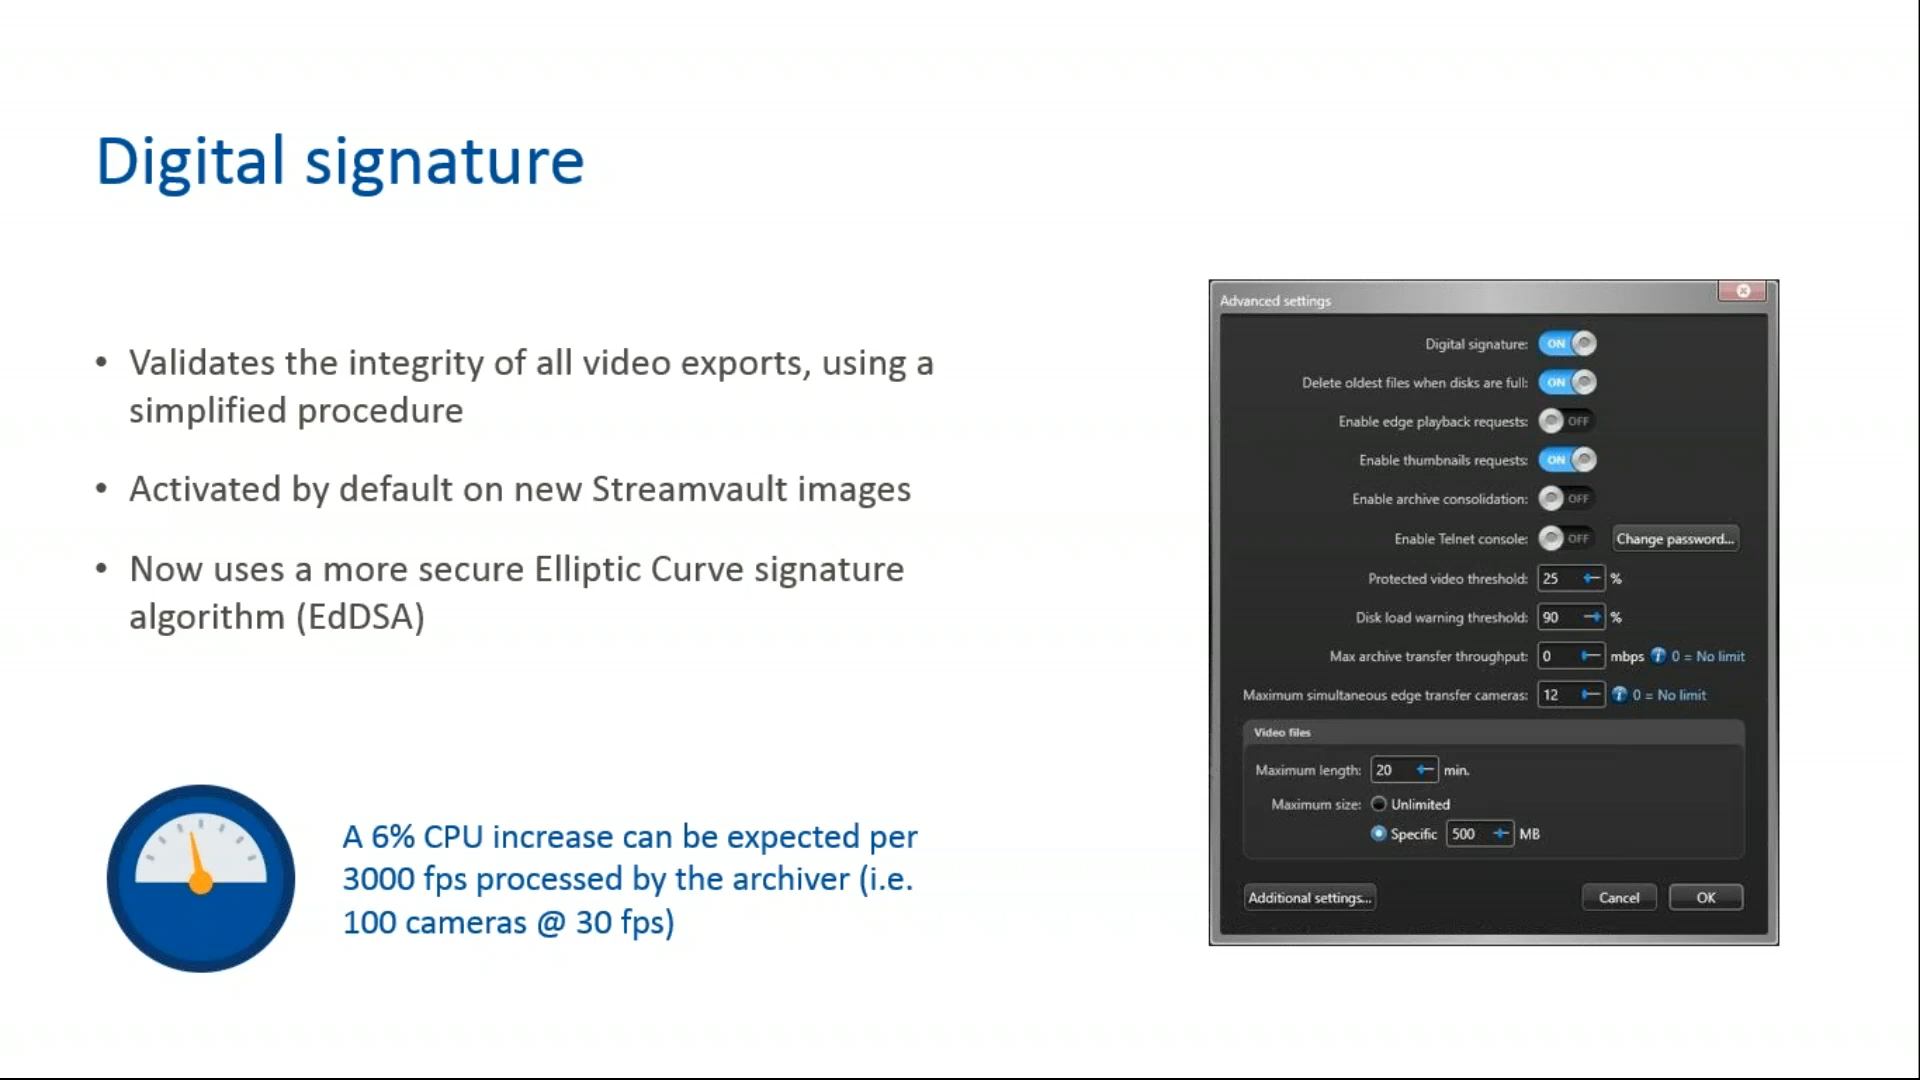 Digital signature
• Validates the integrity of all video exports, using a
simplified procedure
• Activated by default on new Streamvault images
• Now uses a more secure Elliptic Curve signature
algorithm (EdDSA)
A 6% CPU increase can be expected per
3000 fps processed by the archiver (i.e.
100 cameras @ 30 fps)
Advanced settings
Digital signature: ON
Delete oldest files when disks are full: ON
Enable edge playback requests: OFF
Enable thumbnails requests: ON
Enable archive consolidation: OFF
Enable Telnet console: OFF Change password...
Protected video threshold: 25 %
Disk load warning threshold: 90 %
Max archive transfer throughput: 0 mbps i 0 = No limit
Maximum simultaneous edge transfer cameras: 12 i 0 = No limit
Video files
Maximum length: 20 min.
Maximum size: Unlimited
Specific 500 MB
Additional settings... Cancel OK